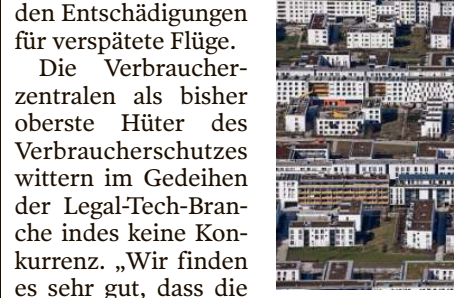 den Entschädigungen
für verspätete Flüge.
Die Verbraucher-
zentralen als bisher
oberste Hüter des
Verbraucherschutzes
wittern im Gedeihen
der Legal-Tech-Bran-
che indes keine Kon-
kurrenz. „Wir finden
es sehr gut, dass die